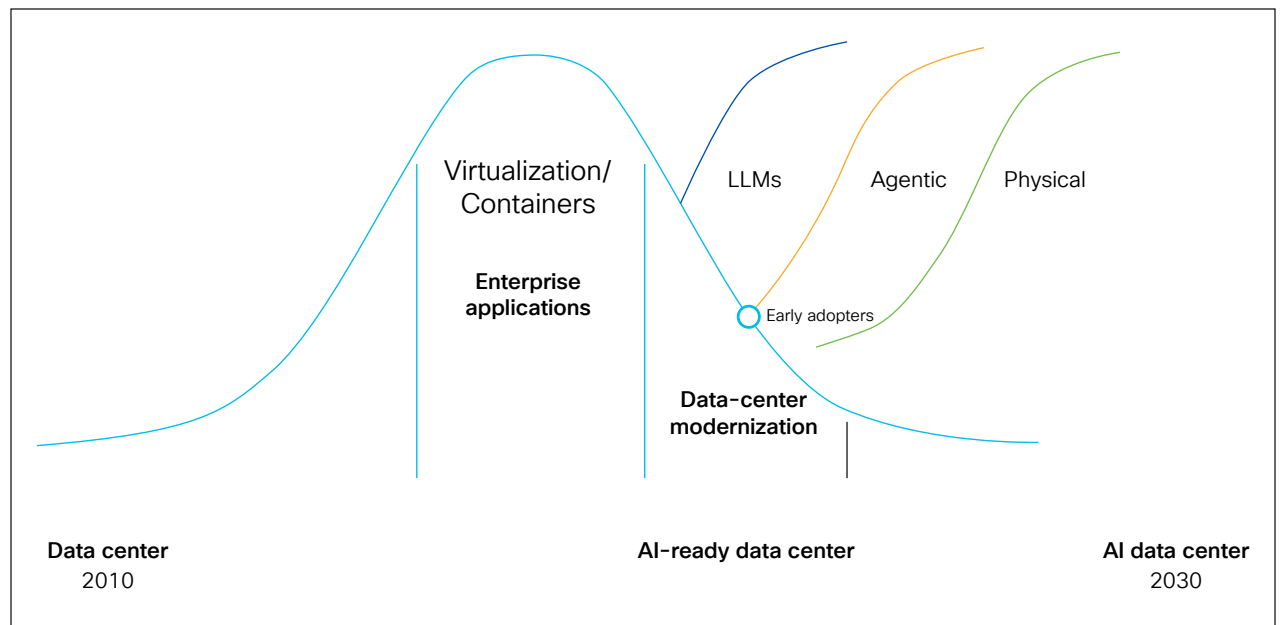 Virtualization/
Containers
Enterprise
applications
LLMs
Agentic
Physical
Early adopters
Data-center
modernization
Data center
2010
AI-ready data center
AI data center
2030